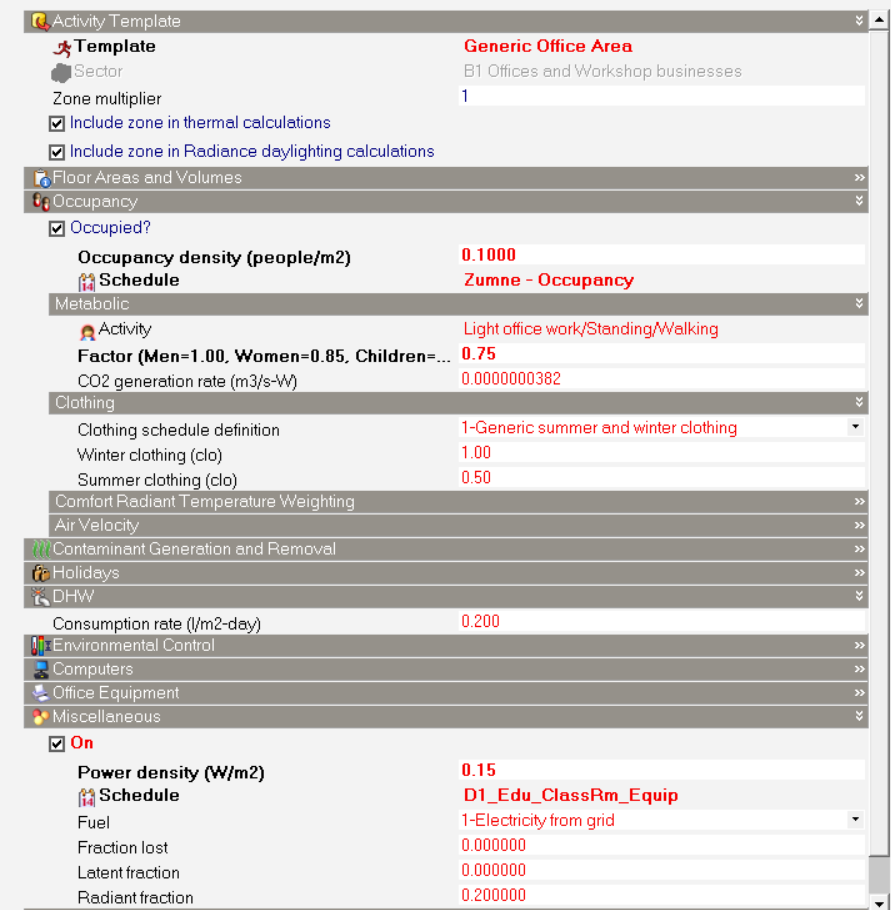 Activity Template
Template Generic Office Area
Sector B1 Offices and Workshop businesses
Zone multiplier 1
Include zone in thermal calculations
Include zone in Radiance daylighting calculations
Floor Areas and Volumes
Occupancy
Occupied?
Occupancy density (people/m2) 0.1000
14 Schedule Zumne - Occupancy
Metabolic
Activity Light office work/Standing/Walking
Factor (Men=1.00, Women=0.85, Children=... 0.75
CO2 generation rate (m3/s-W) 0.0000000382
Clothing
Clothing schedule definition 1-Generic summer and winter clothing
Winter clothing (clo) 1.00
Summer clothing (clo) 0.50
Comfort Radiant Temperature Weighting
Air Velocity
Contaminant Generation and Removal
Holidays
DHW
Consumption rate (l/m2-day) 0.200
Environmental Control
Computers
Office Equipment
Miscellaneous
On
Power density (W/m2) 0.15
14 Schedule D1_Edu_ClassRm_Equip
Fuel 1-Electricity from grid
Fraction lost 0.000000
Latent fraction 0.000000
Radiant fraction 0.200000